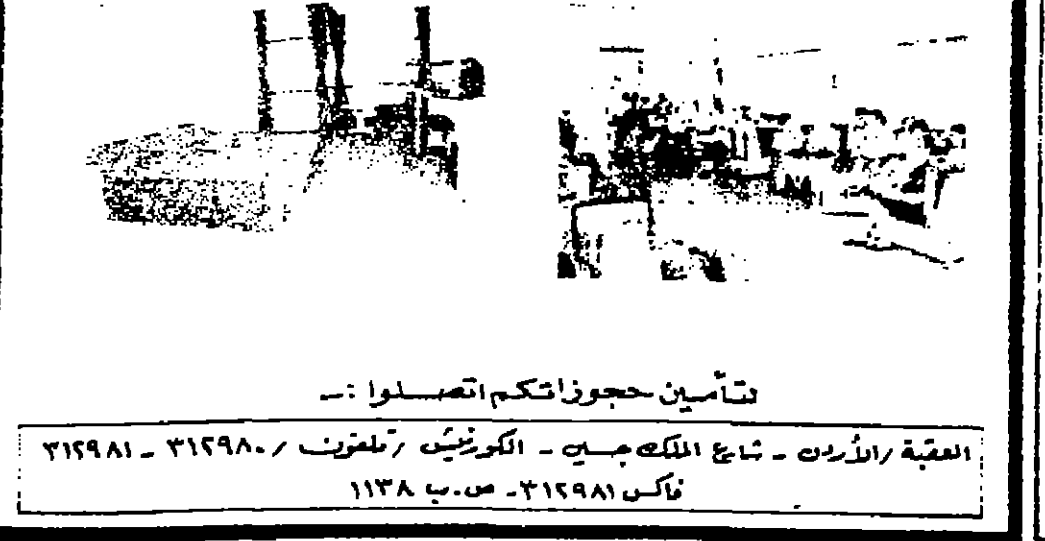 لتأمين حجوزاتكم اتصلوا :ـ
العقبة /الأردن - شارع الملك حسين - الكورنيش / تلفون / ٣١٢٩٨٠ - ٣١٢٩٨١
فاكس ٣١٢٩٨١- ص.ب ١١٣٨